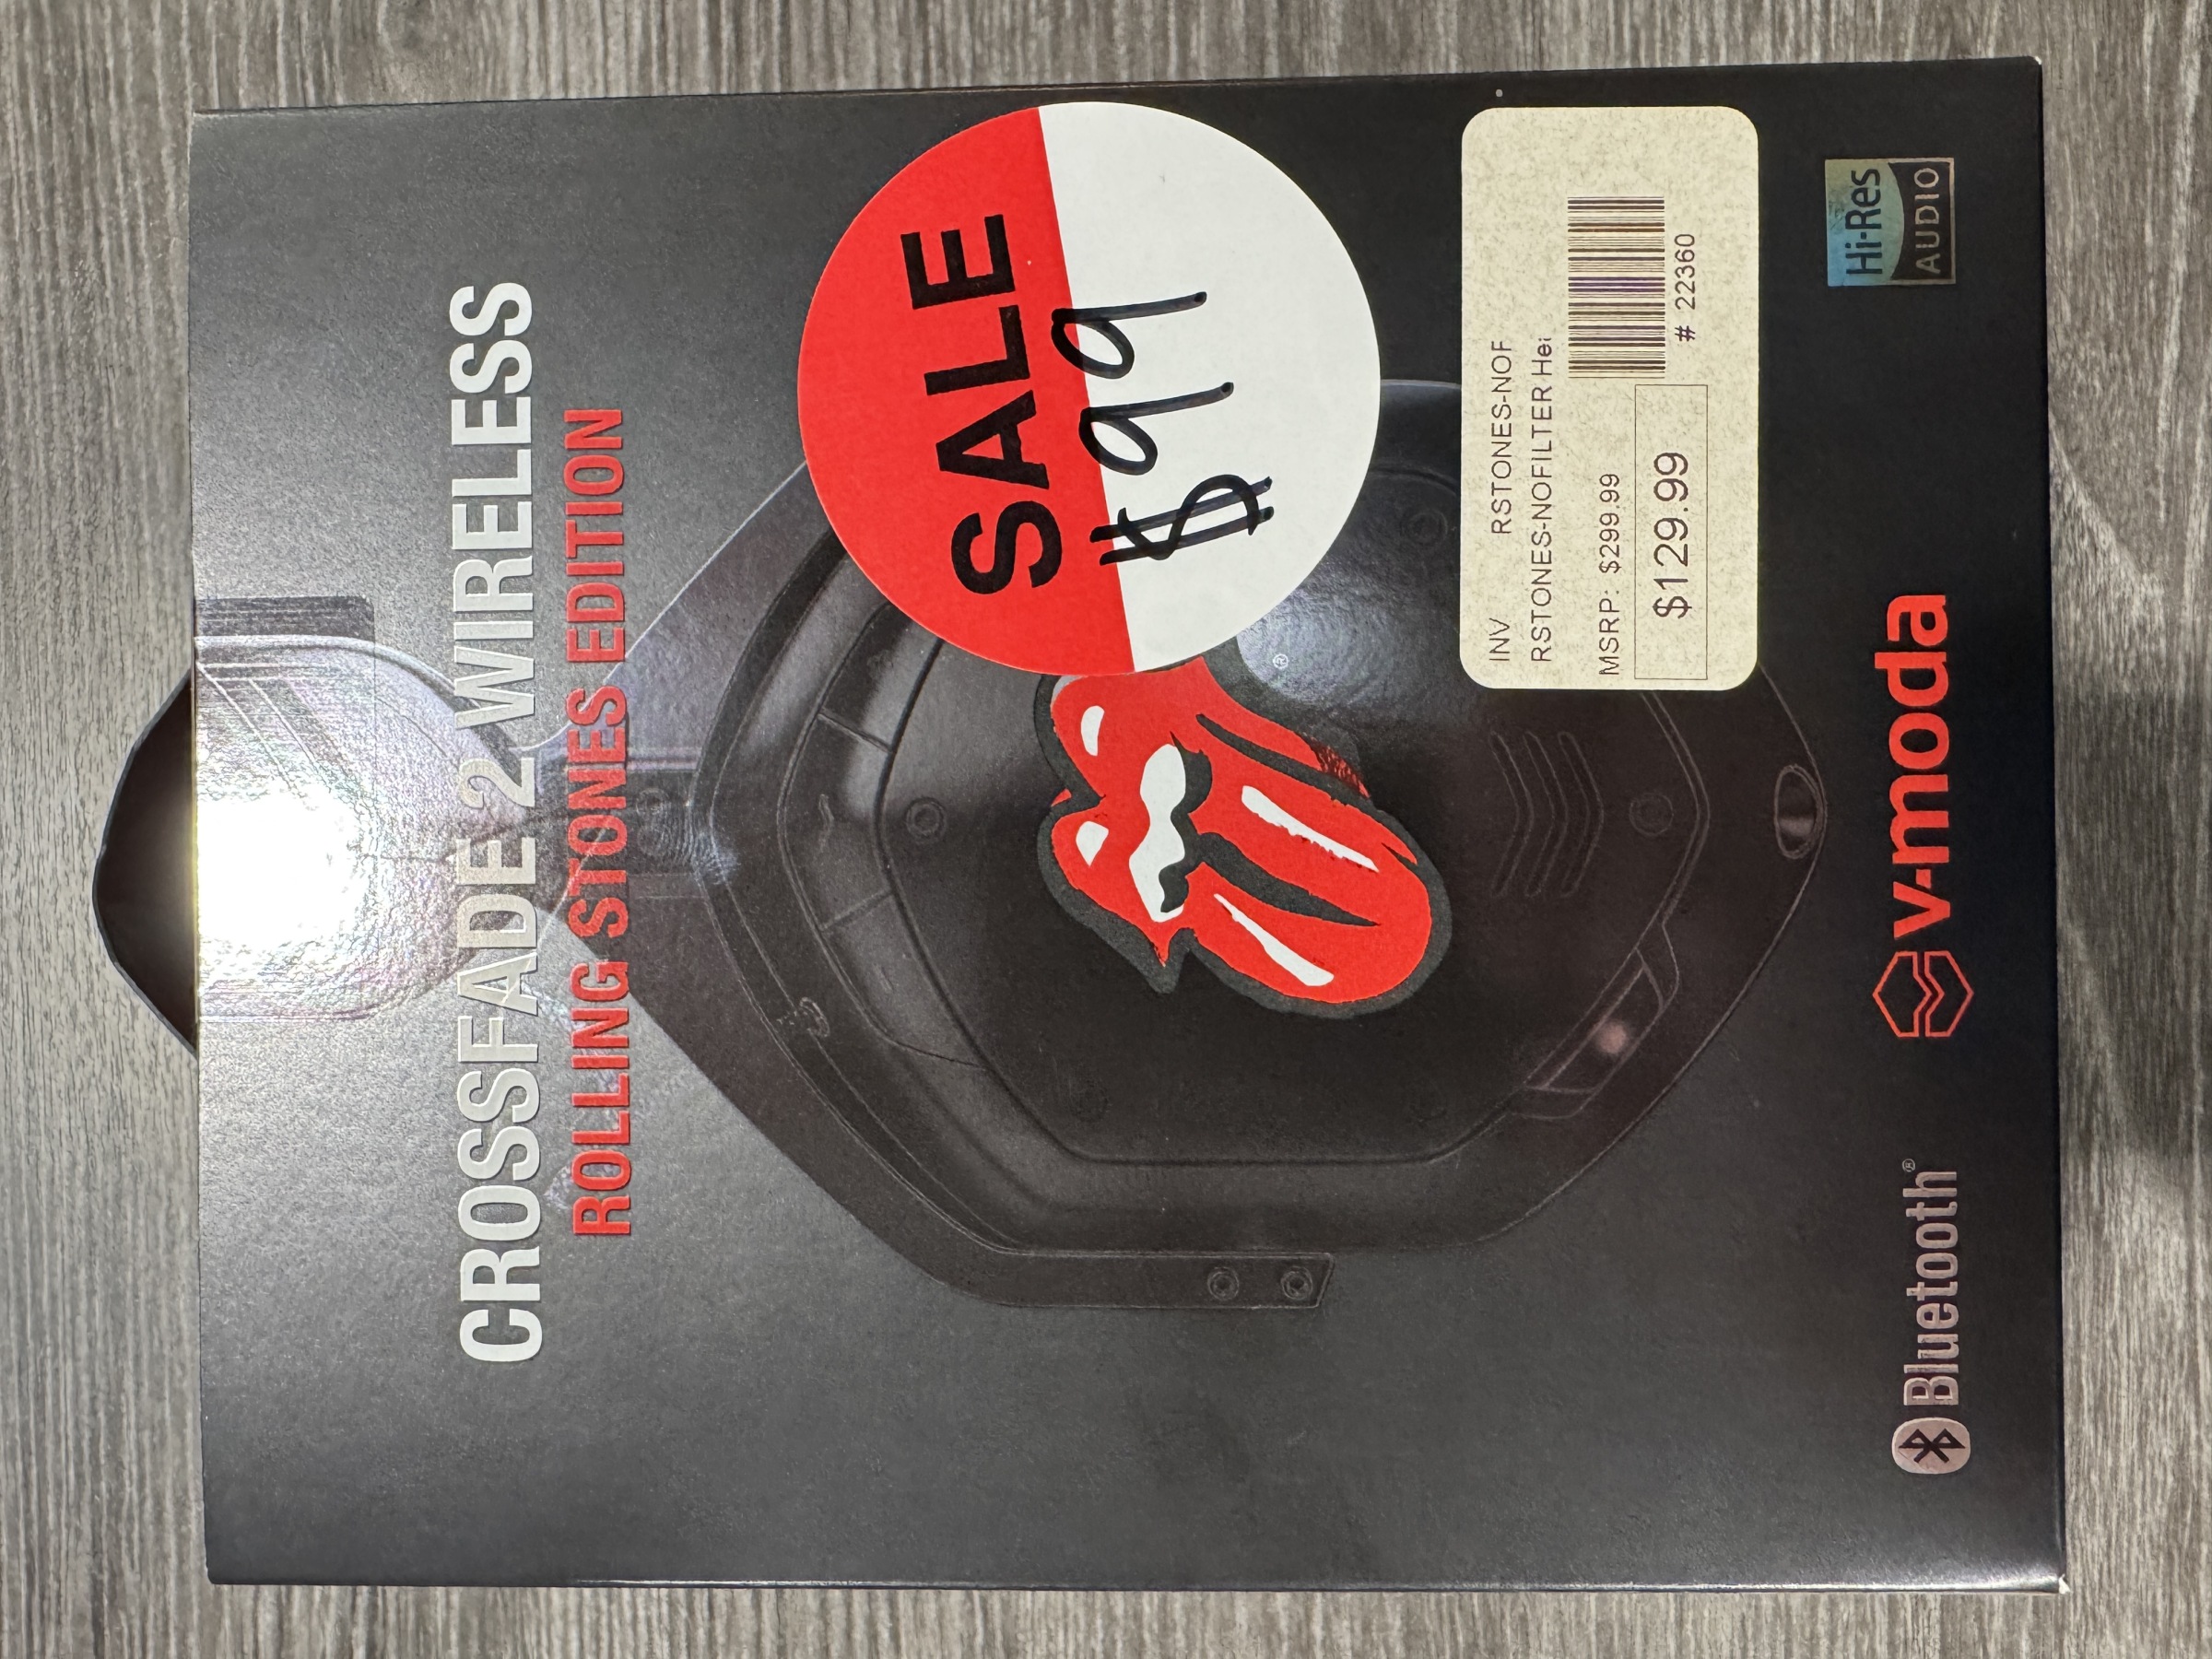 CROSSFADE 2 WIRELESS
ROLLING STONES EDITION
SALE
$99
®
INV RSTONES-NOF
RSTONES-NOFILTER Hea
MSRP: $299.99
$129.99
# 22360
Bluetooth®
v-moda
Hi-Res
AUDIO